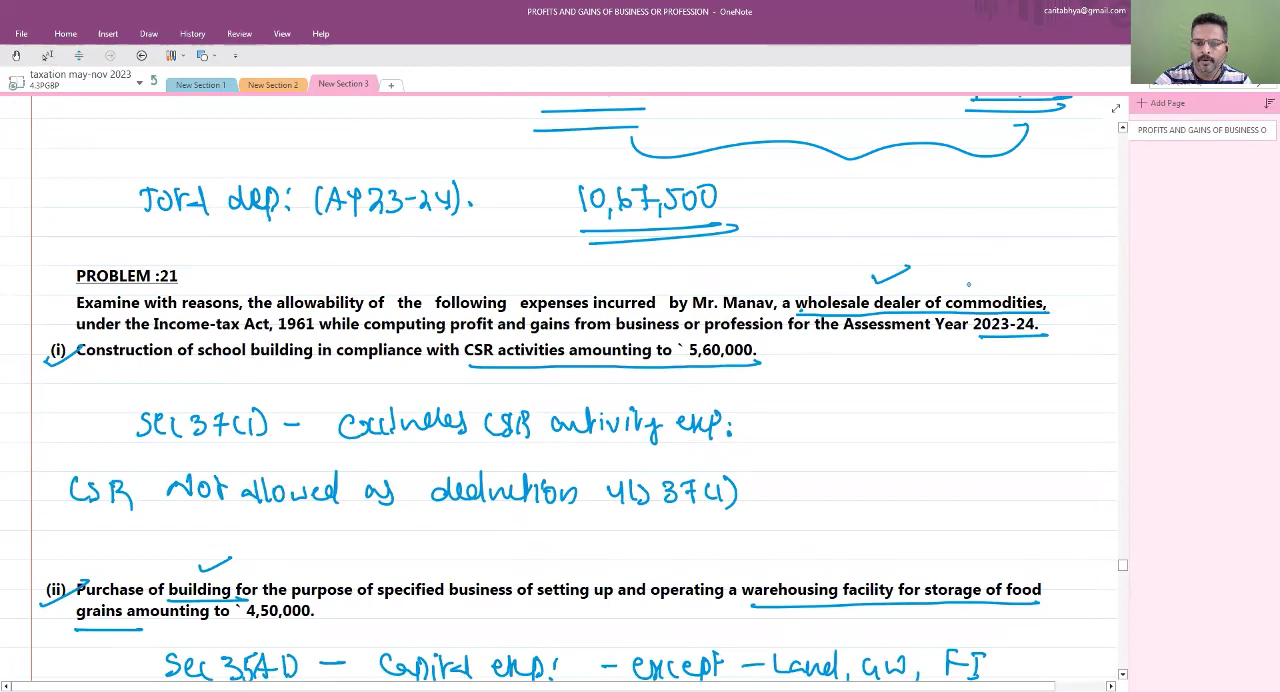 PROFITS AND GAINS OF BUSINESS OR PROFESSION - OneNote
caritabhya@gmail.com
File Home Insert Draw History Review View Help
taxation may-nov 2023
4.3PGBP
New Section 1 New Section 2 New Section 3
Add Page
PROFITS AND GAINS OF BUSINESS O
Total dep: (AY23-24). 10,67,500
PROBLEM :21
Examine with reasons, the allowability of the following expenses incurred by Mr. Manav, a wholesale dealer of commodities,
under the Income-tax Act, 1961 while computing profit and gains from business or profession for the Assessment Year 2023-24.
(i) Construction of school building in compliance with CSR activities amounting to ` 5,60,000.
Sec 37(1) - excludes CSR activity exp:
CSR Not allowed as deduction u/s 37(1)
(ii) Purchase of building for the purpose of specified business of setting up and operating a warehousing facility for storage of food
grains amounting to ` 4,50,000.
Sec 35AD - Capital exp: - except - Land, GW, FI